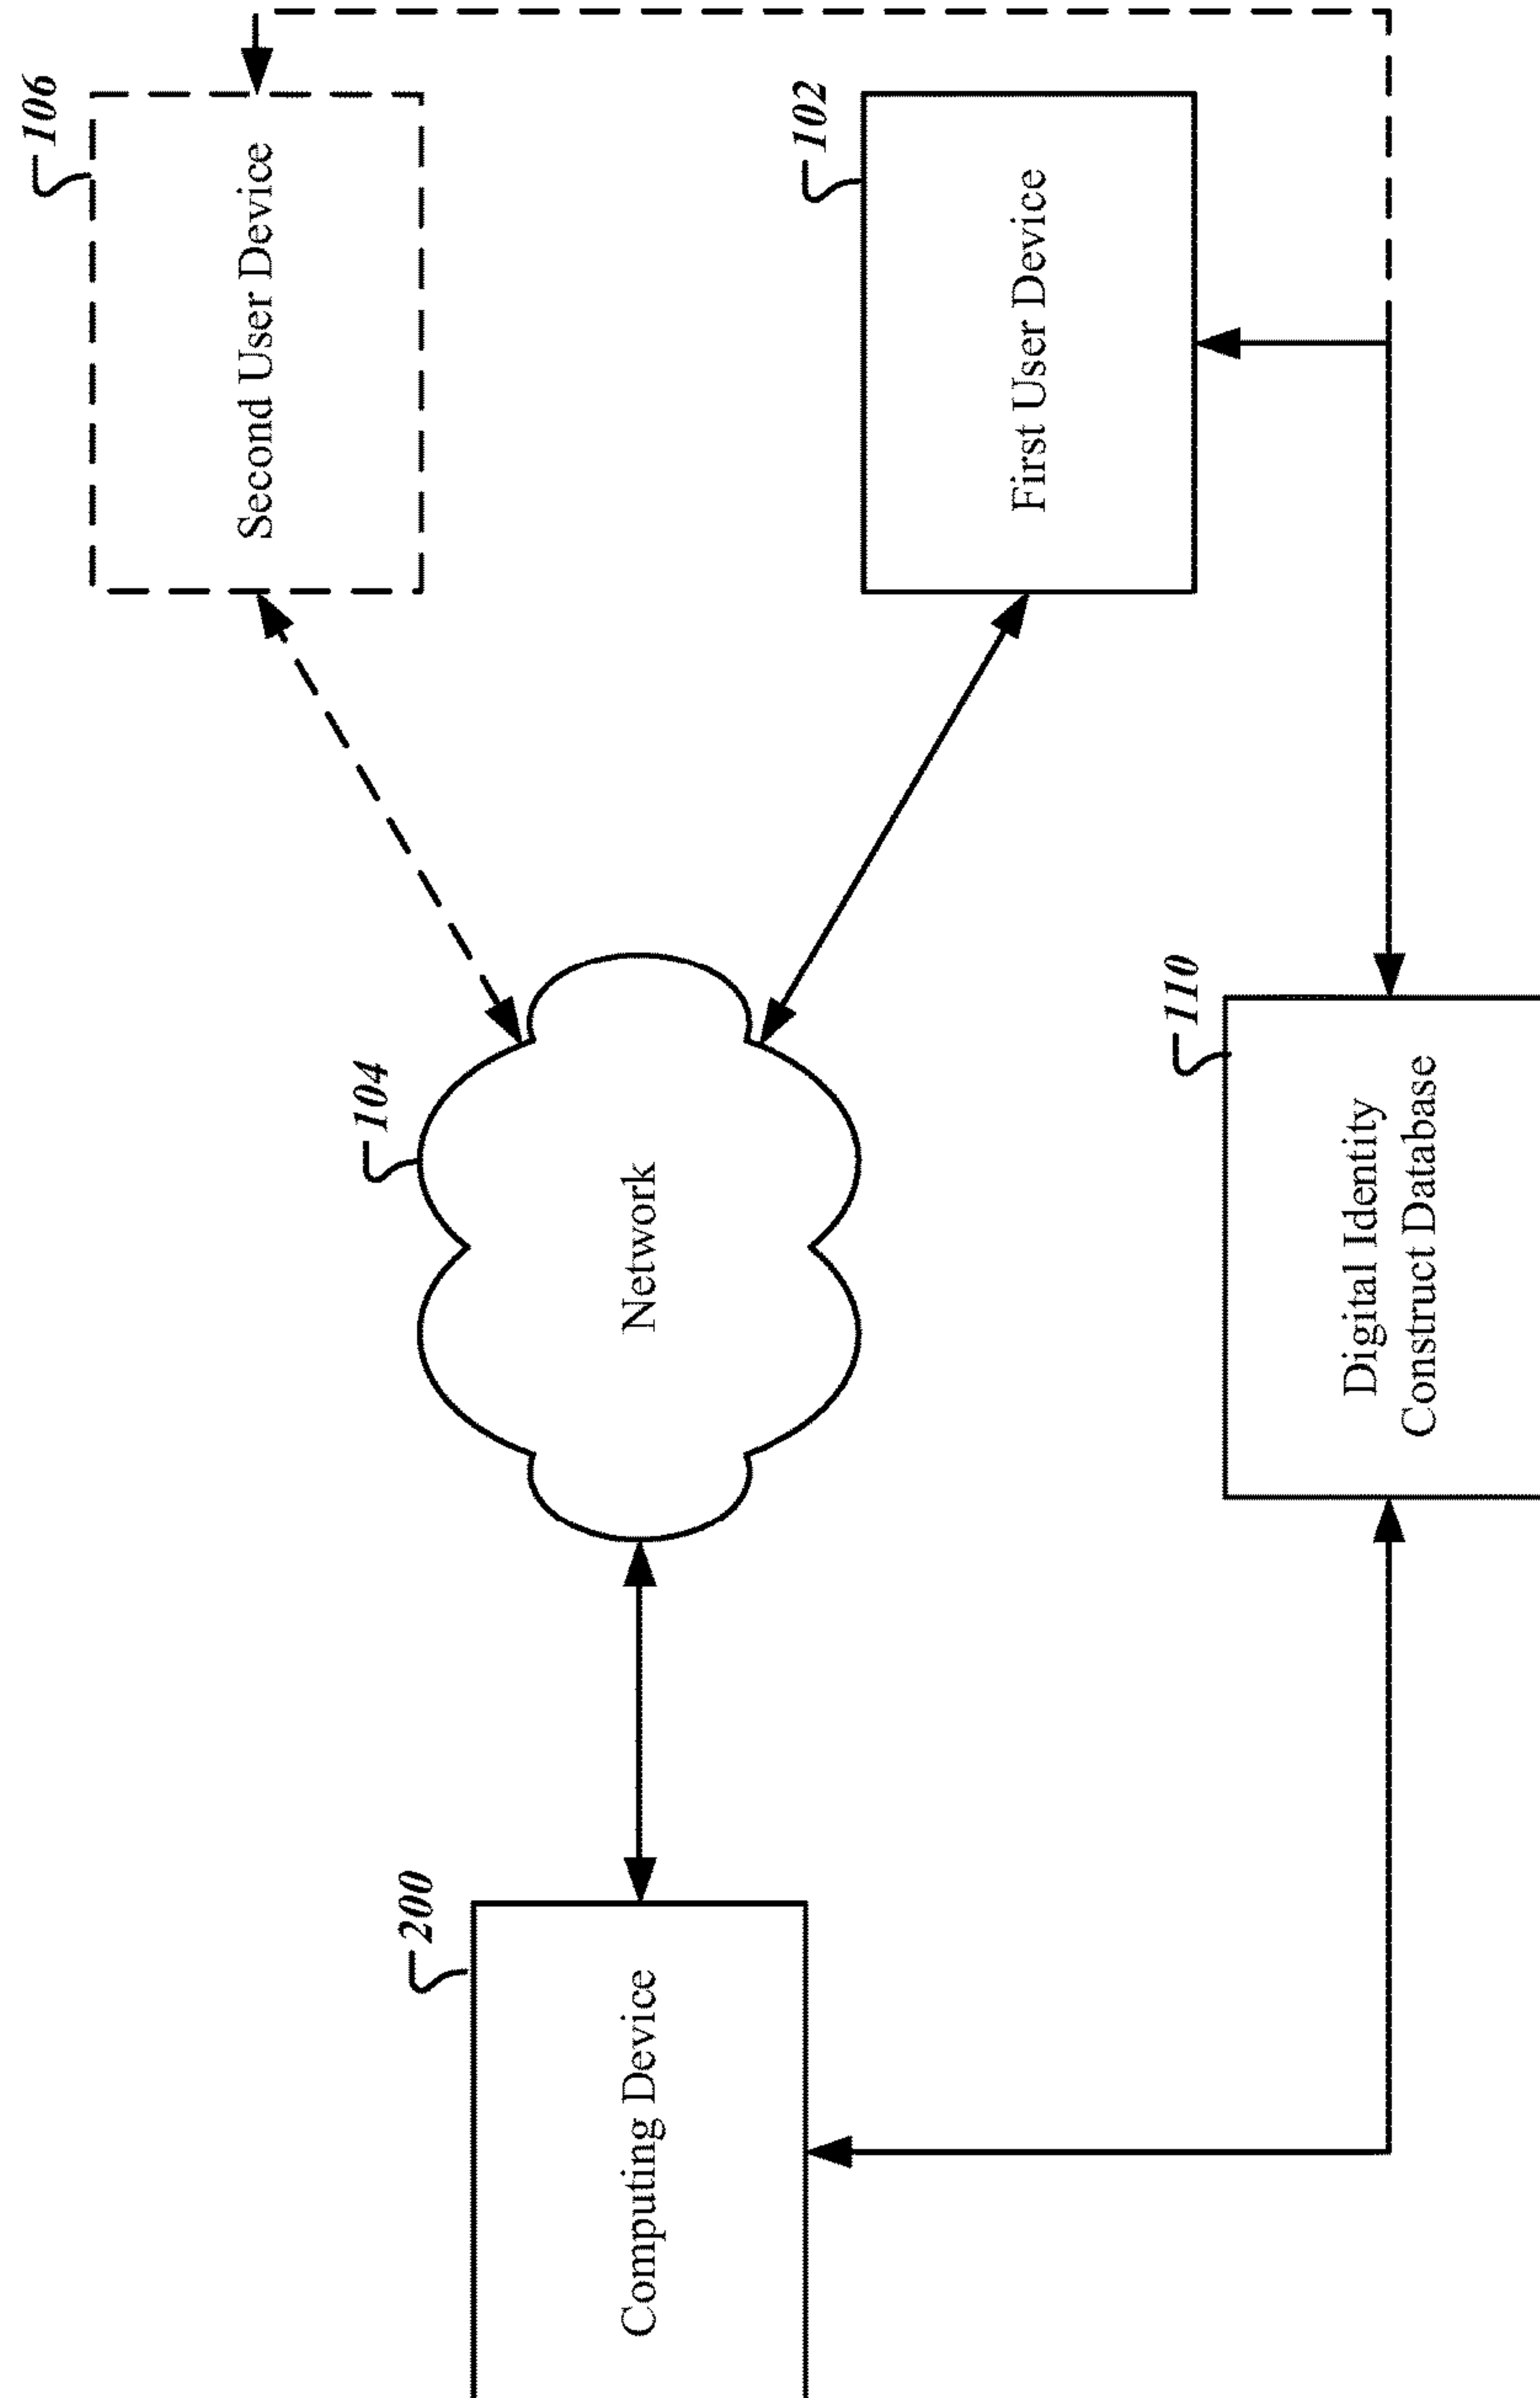 106
Second User Device
102
First User Device
104
Network
110
Digital Identity
Construct Database
200
Computing Device